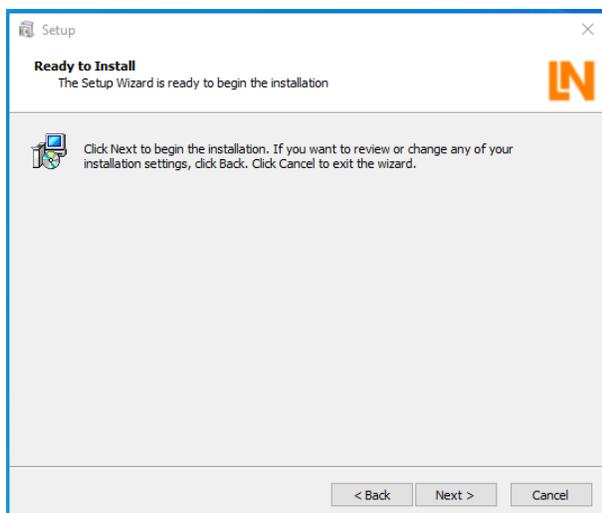 Setup
Ready to Install
The Setup Wizard is ready to begin the installation
LN
Click Next to begin the installation. If you want to review or change any of your
installation settings, click Back. Click Cancel to exit the wizard.
< Back Next > Cancel